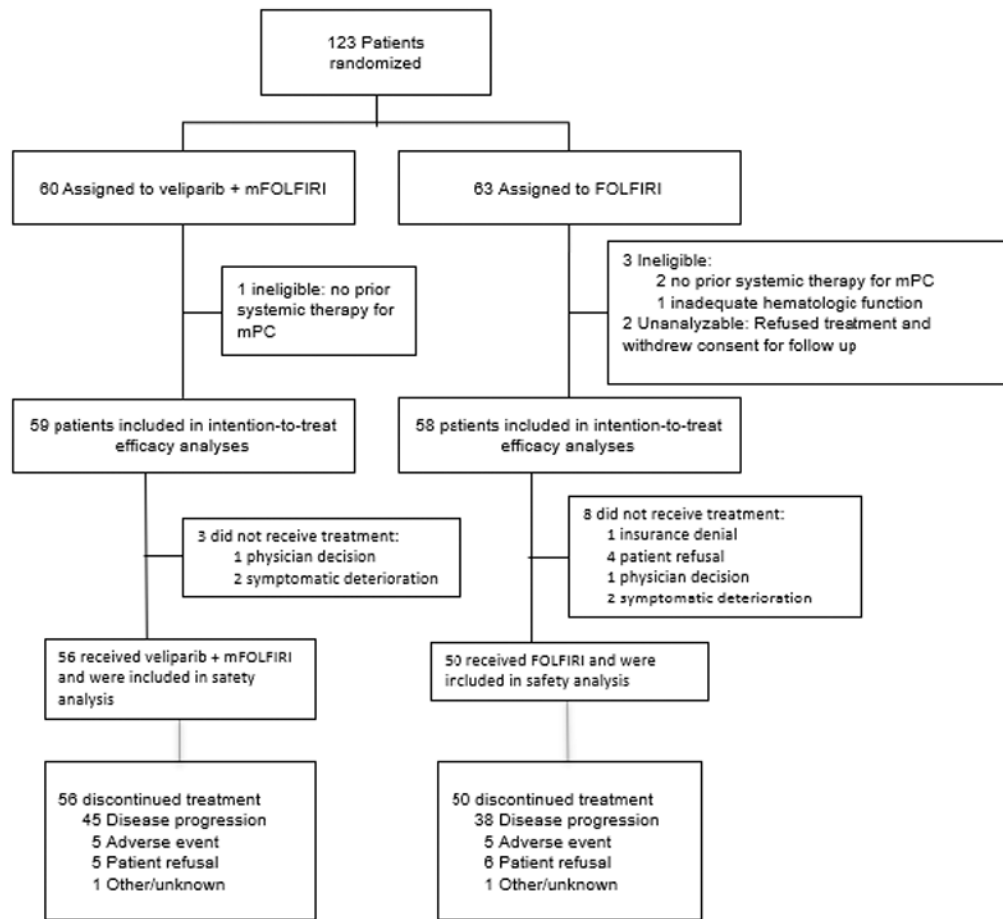 123 Patients
randomized
60 Assigned to veliparib + mFOLFIRI
63 Assigned to FOLFIRI
1 ineligible: no prior
systemic therapy for
mPC
3 Ineligible:
2 no prior systemic therapy for mPC
1 inadequate hematologic function
2 Unanalyzable: Refused treatment and
withdrew consent for follow up
59 patients included in intention-to-treat
efficacy analyses
58 patients included in intention-to-treat
efficacy analyses
3 did not receive treatment:
1 physician decision
2 symptomatic deterioration
8 did not receive treatment:
1 insurance denial
4 patient refusal
1 physician decision
2 symptomatic deterioration
56 received veliparib + mFOLFIRI
and were included in safety
analysis
50 received FOLFIRI and were
included in safety analysis
56 discontinued treatment
45 Disease progression
5 Adverse event
5 Patient refusal
1 Other/unknown
50 discontinued treatment
38 Disease progression
5 Adverse event
6 Patient refusal
1 Other/unknown